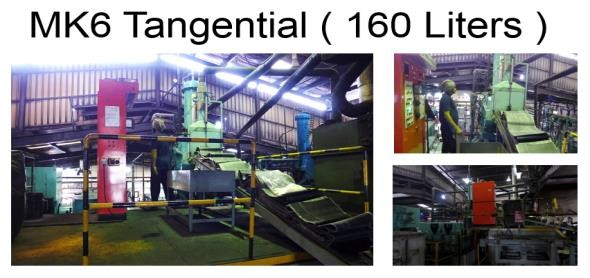 MK6 Tangential ( 160 Liters )